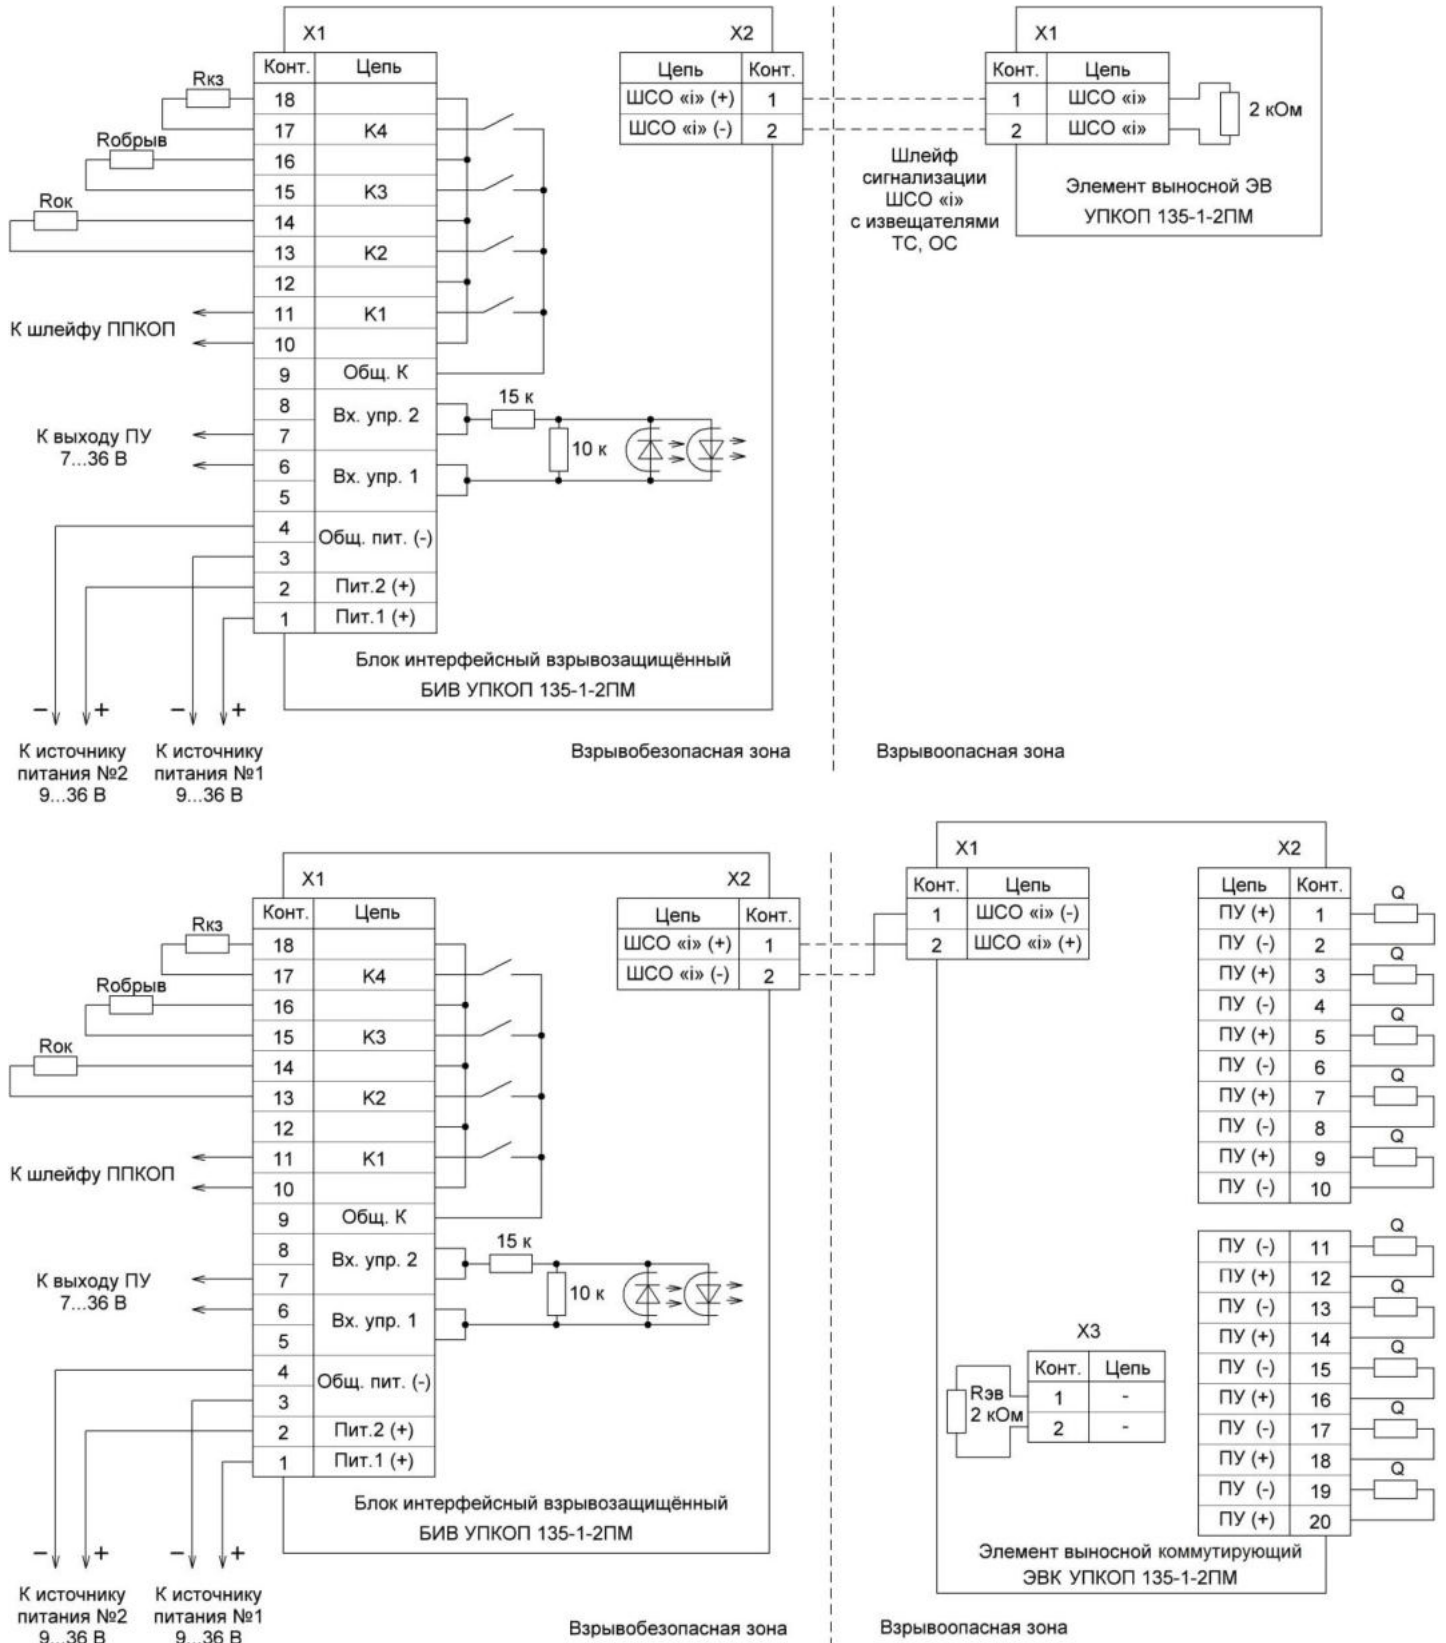 X1
Конт. Цепь
18
17 K4
16
15 K3
14
13 K2
12
11 K1
10
9 Общ. К
8
Вх. упр. 2
7
6
Вх. упр. 1
5
4
Общ. пит. (-)
3
2 Пит.2 (+)
1 Пит.1 (+)
Rкз
Rобрыв
Rок
К шлейфу ППКОП
К выходу ПУ
7...36 В
15 к
10 к
X2
Цепь Конт.
ШСО «i» (+) 1
ШСО «i» (-) 2
Блок интерфейсный взрывозащищённый
БИВ УПКОП 135-1-2ПМ
− + − +
К источнику
питания №2
9...36 В
К источнику
питания №1
9...36 В
Взрывобезопасная зона
Взрывоопасная зона
Шлейф
сигнализации
ШСО «i»
с извещателями
ТС, ОС
X1
Конт. Цепь
1 ШСО «i»
2 ШСО «i»
2 кОм
Элемент выносной ЭВ
УПКОП 135-1-2ПМ
X1
Конт. Цепь
18
17 K4
16
15 K3
14
13 K2
12
11 K1
10
9 Общ. К
8
Вх. упр. 2
7
6
Вх. упр. 1
5
4
Общ. пит. (-)
3
2 Пит.2 (+)
1 Пит.1 (+)
Rкз
Rобрыв
Rок
К шлейфу ППКОП
К выходу ПУ
7...36 В
15 к
10 к
X2
Цепь Конт.
ШСО «i» (+) 1
ШСО «i» (-) 2
Блок интерфейсный взрывозащищённый
БИВ УПКОП 135-1-2ПМ
− + − +
К источнику
питания №2
9...36 В
К источнику
питания №1
9...36 В
Взрывобезопасная зона
Взрывоопасная зона
X1
Конт. Цепь
1 ШСО «i» (-)
2 ШСО «i» (+)
X2
Цепь Конт.
ПУ (+) 1 Q
ПУ (-) 2
ПУ (+) 3 Q
ПУ (-) 4
ПУ (+) 5 Q
ПУ (-) 6
ПУ (+) 7 Q
ПУ (-) 8
ПУ (+) 9 Q
ПУ (-) 10
ПУ (-) 11 Q
ПУ (+) 12
ПУ (-) 13 Q
ПУ (+) 14
ПУ (-) 15 Q
ПУ (+) 16
ПУ (-) 17 Q
ПУ (+) 18
ПУ (-) 19 Q
ПУ (+) 20
X3
Конт. Цепь
1 -
2 -
Rэв
2 кОм
Элемент выносной коммутирующий
ЭВК УПКОП 135-1-2ПМ